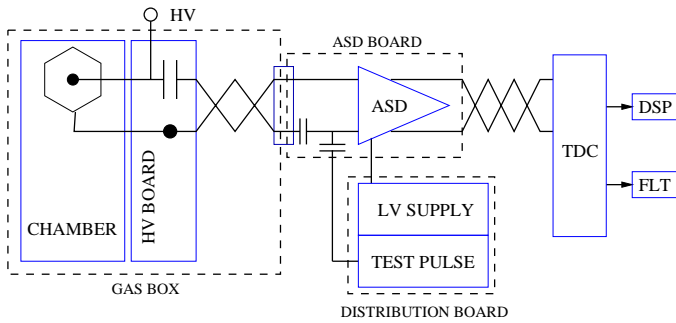 HV
ASD BOARD
ASD
DSP
TDC
HV BOARD
FLT
LV SUPPLY
CHAMBER
TEST PULSE
GAS BOX
DISTRIBUTION BOARD